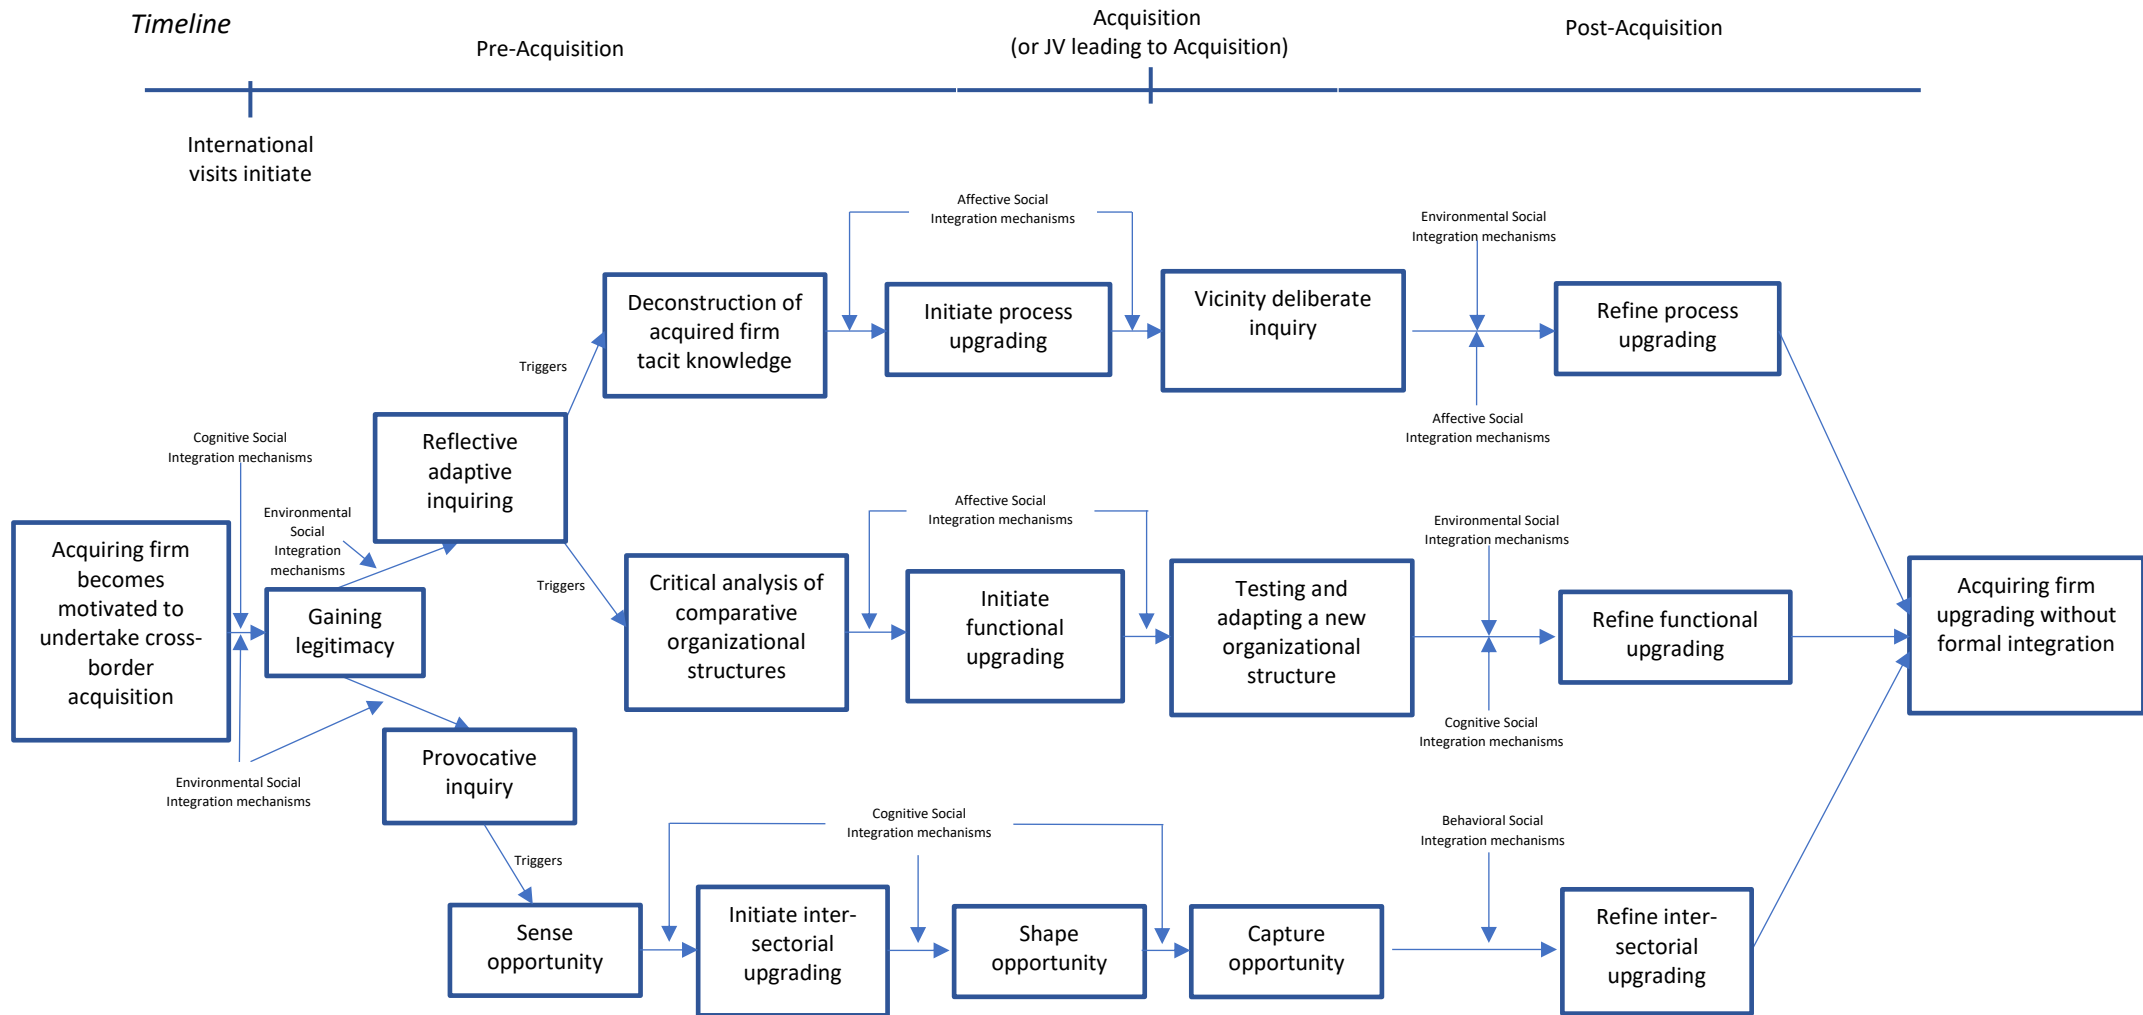 Timeline
Pre-Acquisition
Acquisition
(or JV leading to Acquisition)
Post-Acquisition
International
visits initiate
Affective Social
Integration mechanisms
Environmental Social
Integration mechanisms
Deconstruction of
acquired firm
tacit knowledge
Initiate process
upgrading
Vicinity deliberate
inquiry
Refine process
upgrading
Triggers
Affective Social
Integration mechanisms
Cognitive Social
Integration mechanisms
Reflective
adaptive
inquiring
Environmental
Social
Integration
mechanisms
Affective Social
Integration mechanisms
Environmental Social
Integration mechanisms
Acquiring firm
becomes
motivated to
undertake cross-
border
acquisition
Gaining
legitimacy
Triggers
Critical analysis of
comparative
organizational
structures
Initiate
functional
upgrading
Testing and
adapting a new
organizational
structure
Refine functional
upgrading
Acquiring firm
upgrading without
formal integration
Cognitive Social
Integration mechanisms
Provocative
inquiry
Environmental Social
Integration mechanisms
Cognitive Social
Integration mechanisms
Behavioral Social
Integration mechanisms
Triggers
Sense
opportunity
Initiate inter-
sectorial
upgrading
Shape
opportunity
Capture
opportunity
Refine inter-
sectorial
upgrading